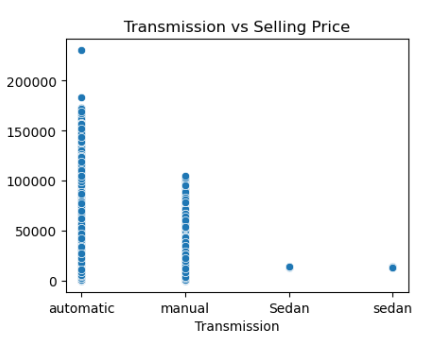 Transmission vs Selling Price
200000
150000
100000
50000
0
automatic manual Sedan sedan
Transmission